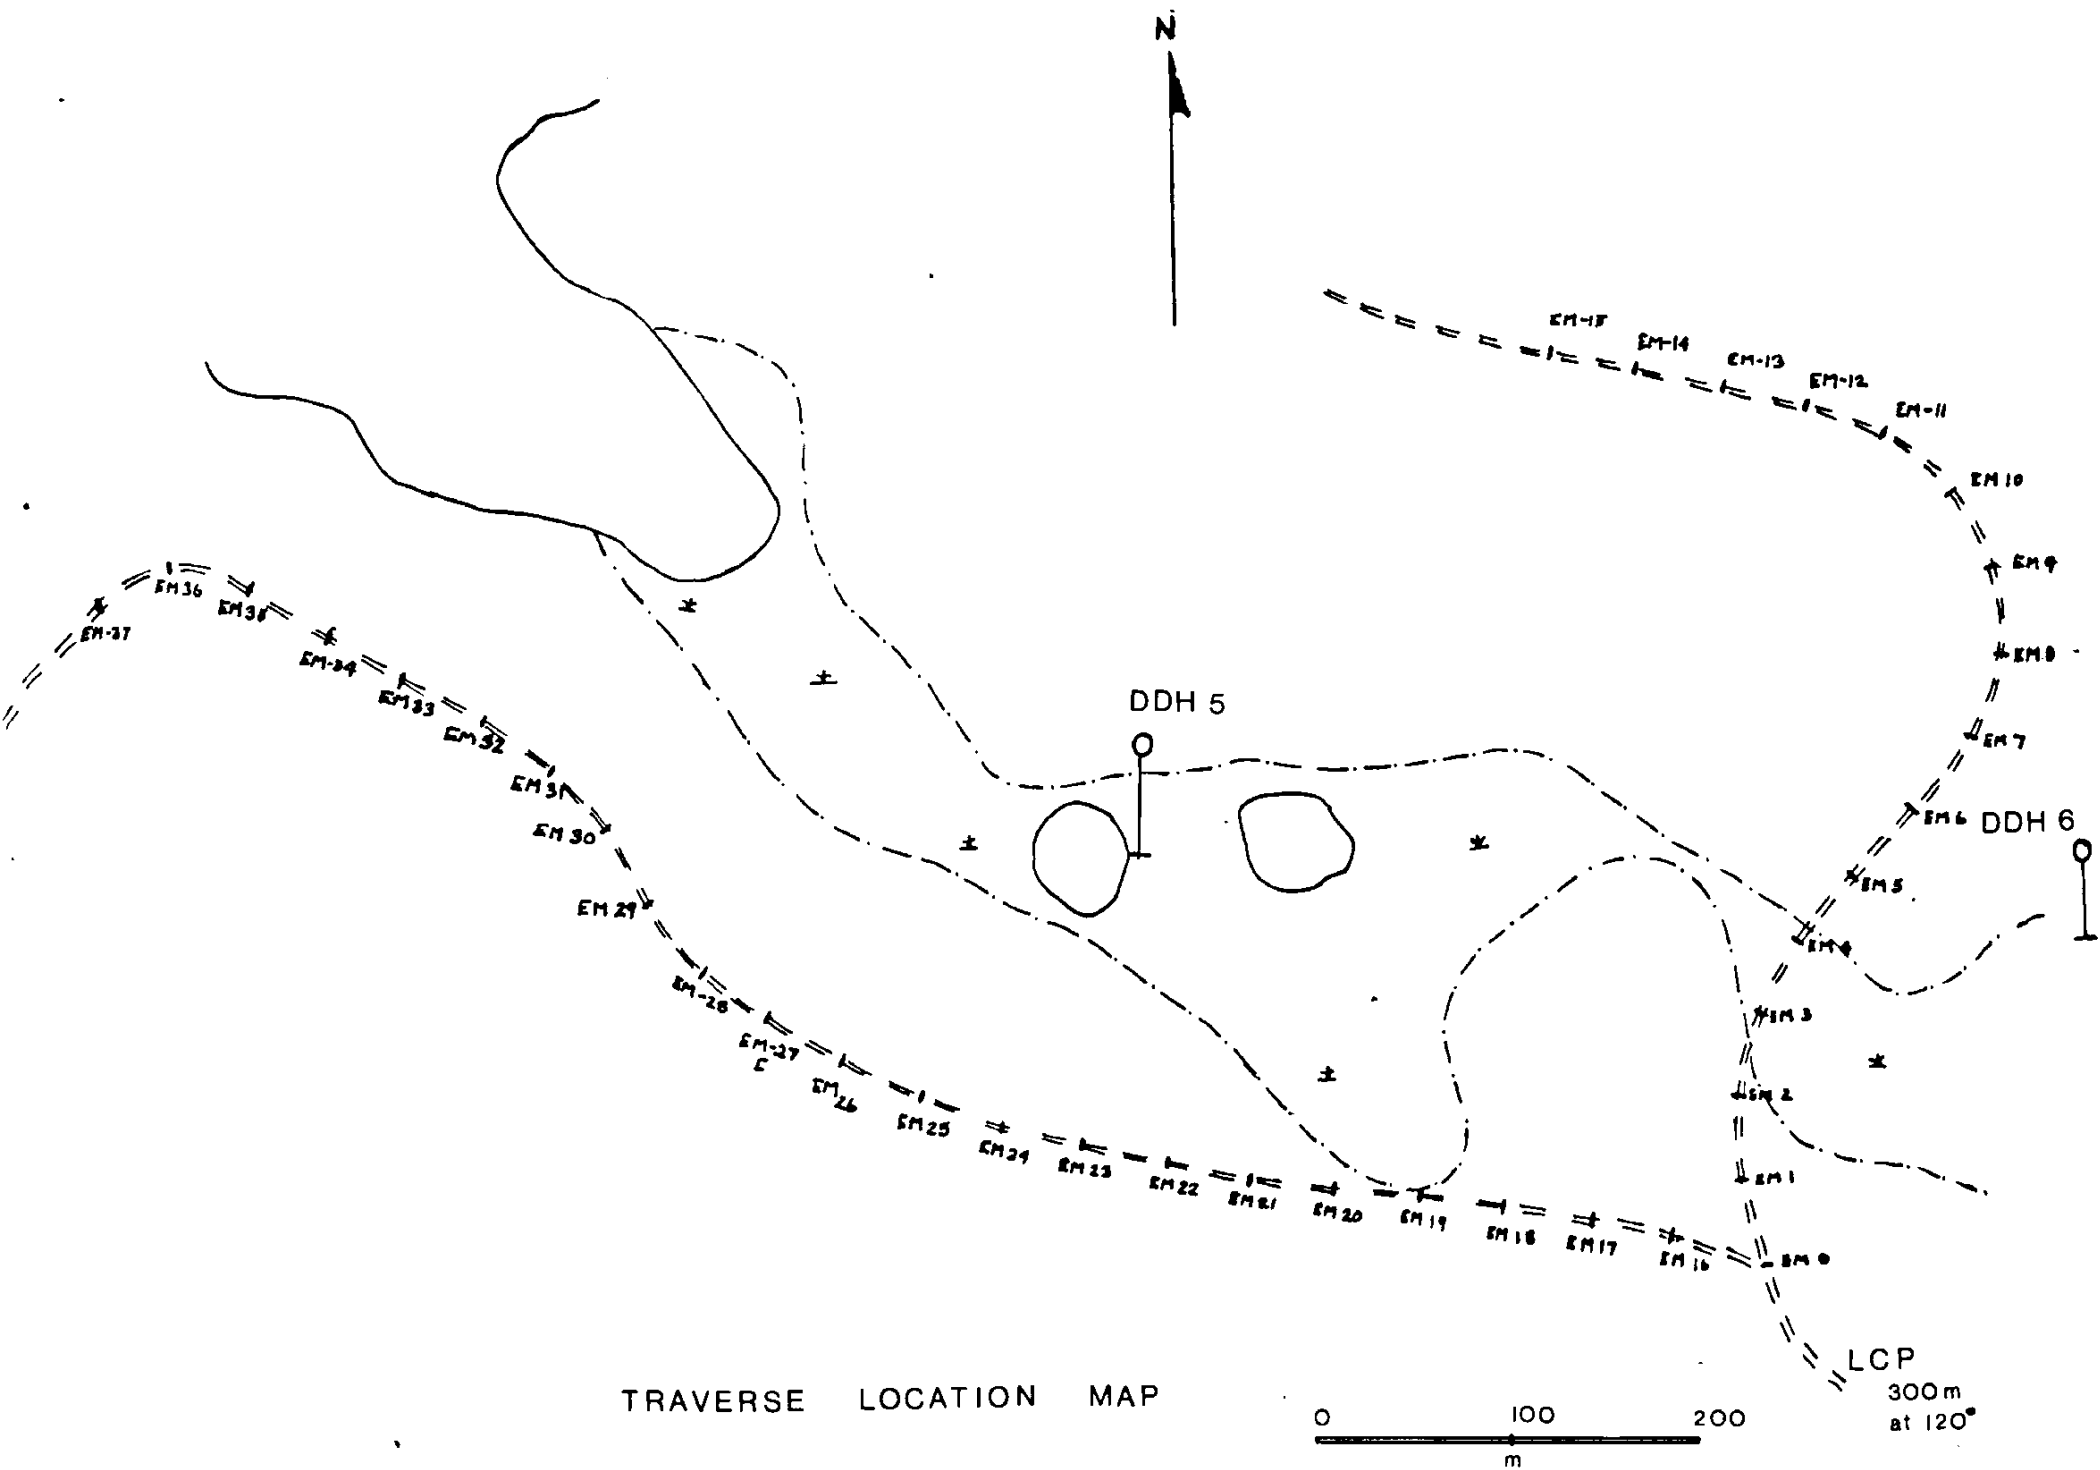 N
EM-15
EM-14
EM-13
EM-12
EM-11
EM 10
EM 9
EM 8
EM 7
EM 6
DDH 6
EM 5
EM 4
EM 3
EM 2
EM 1
EM 0
DDH 5
EM 36
EM 35
EM-37
EM-34
EM 33
EM 32
EM 31
EM 30
EM 29
EM-28
EM-27
E
EM 26
EM 25
EM 24
EM 23
EM 22
EM 21
EM 20
EM 19
EM 18
EM 17
EM 16
LCP
300 m
at 120°
TRAVERSE LOCATION MAP
0 100 200
m